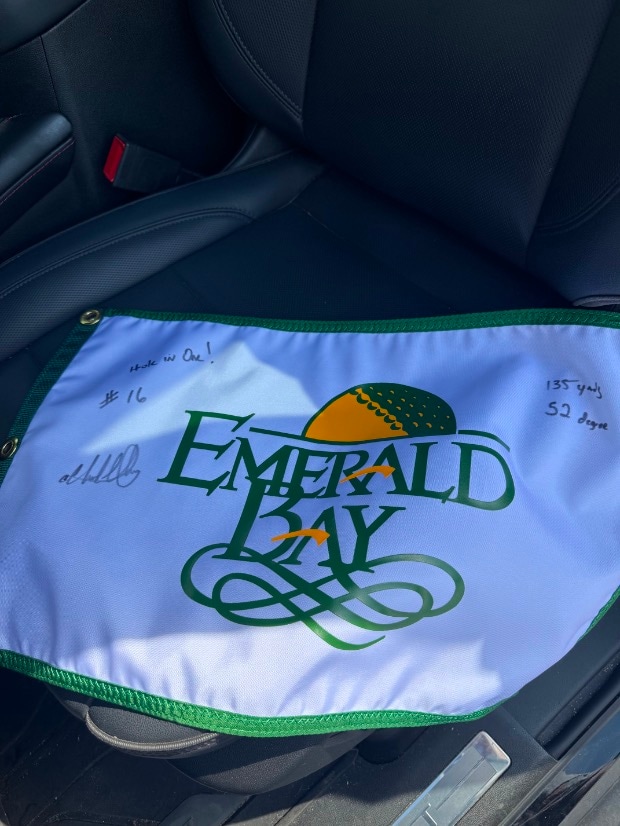 Hole in One!
# 16
135 yards
52 degree
EMERALD
BAY